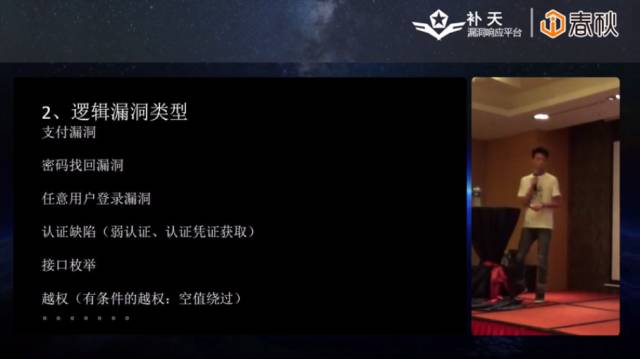 补天
漏洞响应平台
春秋
2、逻辑漏洞类型
支付漏洞
密码找回漏洞
任意用户登录漏洞
认证缺陷（弱认证、认证凭证获取）
接口枚举
越权（有条件的越权：空值绕过）
。。。。。。。